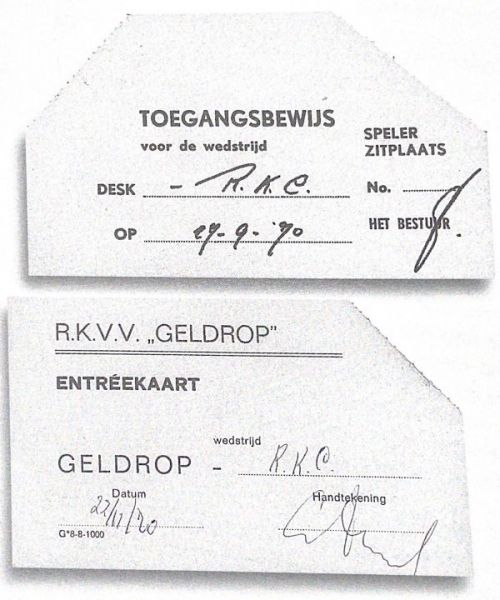 TOEGANGSBEWIJS
voor de wedstrijd
SPELER
ZITPLAATS
DESK - R.K.C. No.
OP 27-9-'70 HET BESTUUR
R.K.V.V. „GELDROP”
ENTRÉEKAART
wedstrijd
GELDROP - R.K.C.
Datum Handtekening
22/11/70
G*8-8-1000